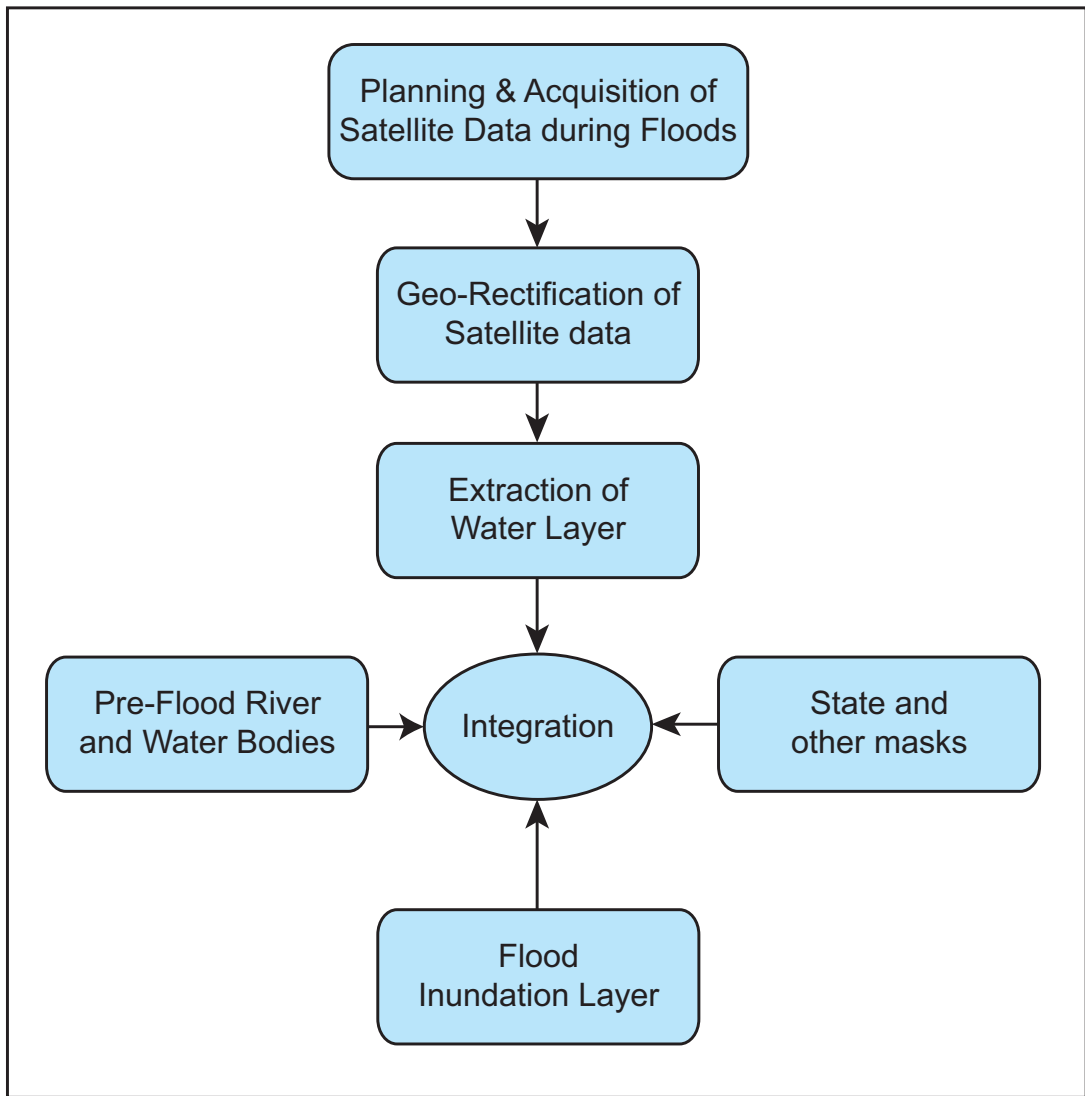 Planning & Acquisition of
Satellite Data during Floods
Geo-Rectification of
Satellite data
Extraction of
Water Layer
Pre-Flood River
and Water Bodies
Integration
State and
other masks
Flood
Inundation Layer